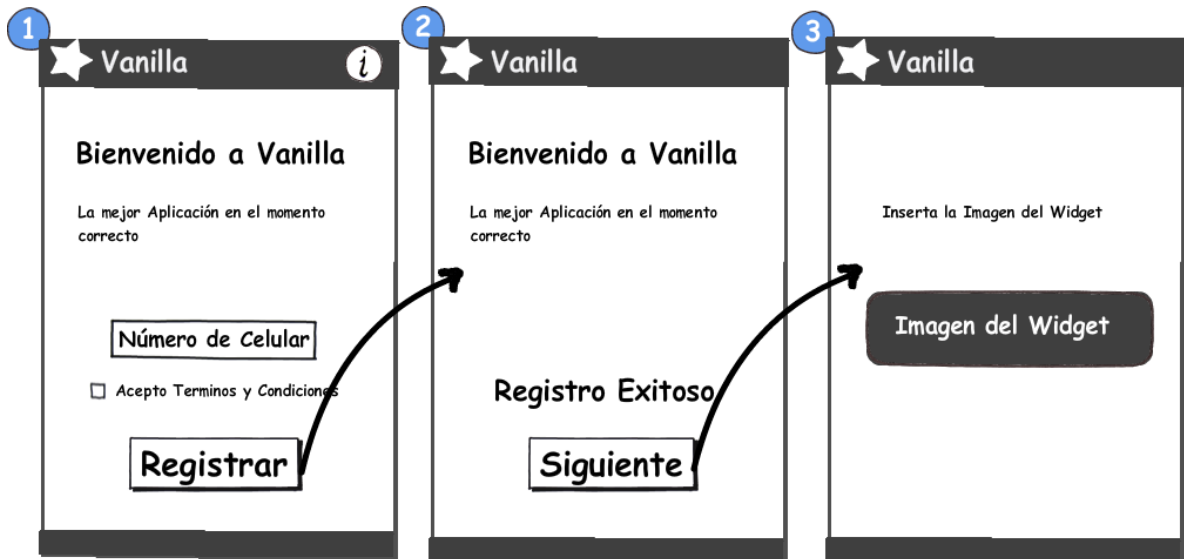 1
Vanilla
i
Bienvenido a Vanilla
La mejor Aplicación en el momento
correcto
Número de Celular
Acepto Terminos y Condiciones
Registrar
2
Vanilla
Bienvenido a Vanilla
La mejor Aplicación en el momento
correcto
Registro Exitoso
Siguiente
3
Vanilla
Inserta la Imagen del Widget
Imagen del Widget